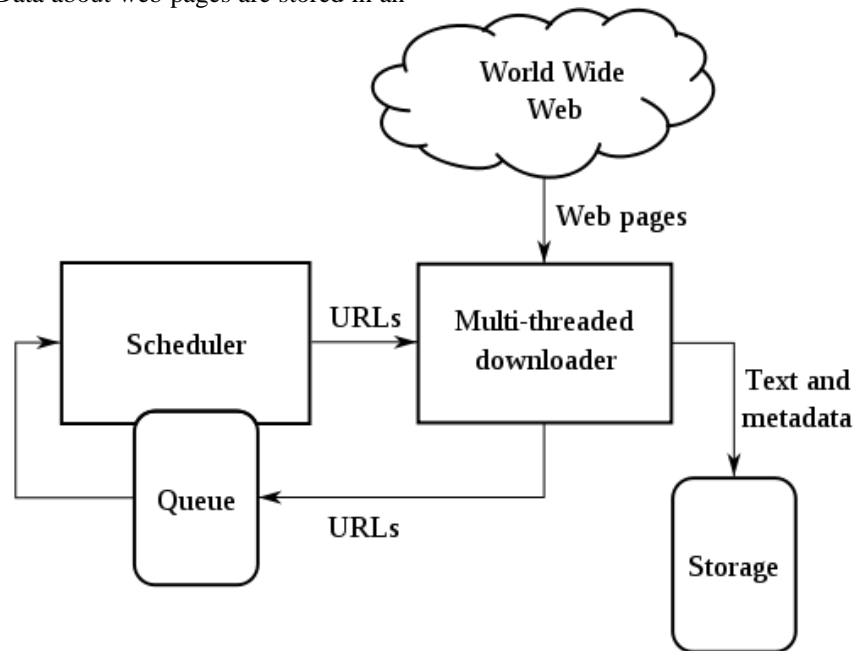 Data about web pages are stored in an
World Wide
Web
Web pages
Scheduler
URLs
Multi-threaded
downloader
Text and
metadata
Queue
URLs
Storage